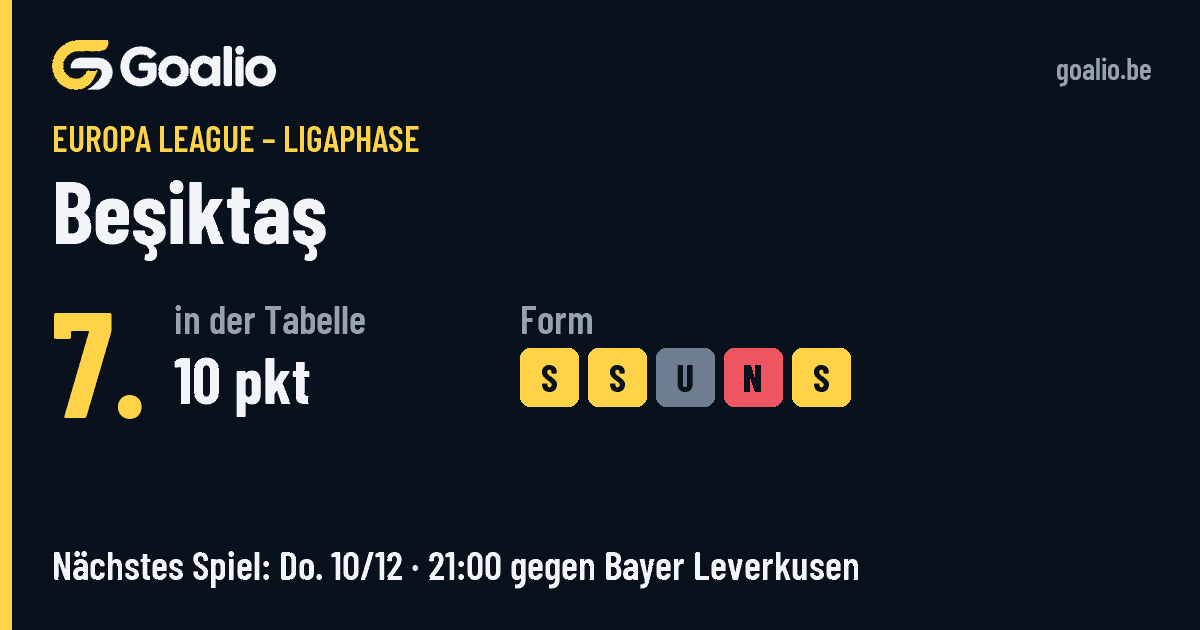 Goalio
goalio.be
EUROPA LEAGUE – LIGAPHASE
Beşiktaş
7.
in der Tabelle
10 pkt
Form
S S U N S
Nächstes Spiel: Do. 10/12 · 21:00 gegen Bayer Leverkusen